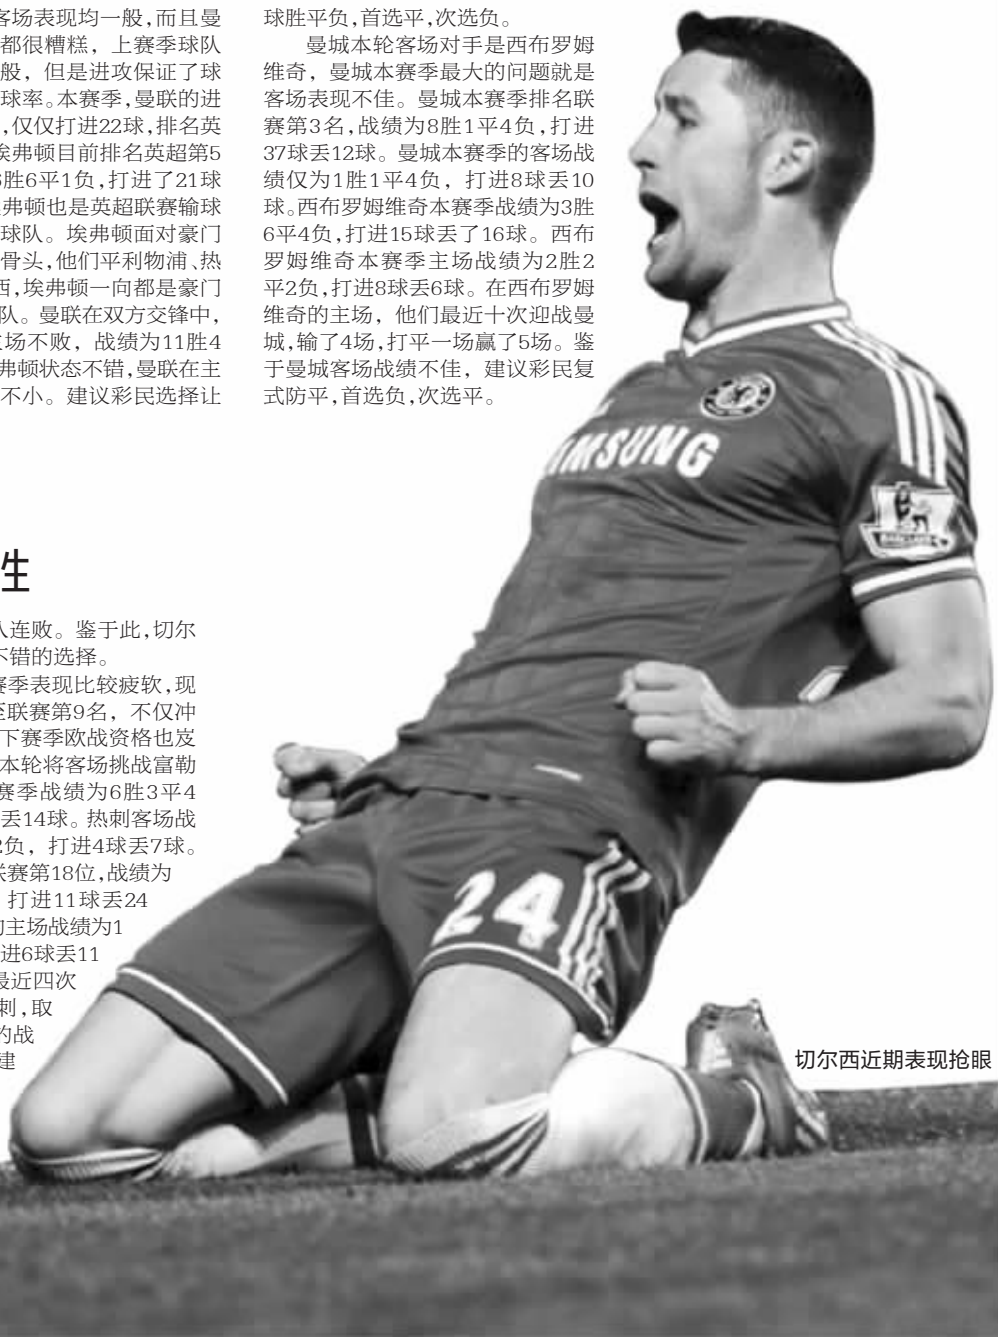 客场表现均一般,而且曼
都很糟糕，上赛季球队
般，但是进攻保证了球
球率。本赛季,曼联的进
,仅仅打进22球,排名英
埃弗顿目前排名英超第5
胜6平1负,打进了21球
弗顿也是英超联赛输球
球队。埃弗顿面对豪门
骨头,他们平利物浦、热
西,埃弗顿一向都是豪门
队。曼联在双方交锋中,
主场不败，战绩为11胜4
弗顿状态不错,曼联在主
不小。建议彩民选择让
球胜平负,首选平,次选负。
曼城本轮客场对手是西布罗姆
维奇，曼城本赛季最大的问题就是
客场表现不佳。曼城本赛季排名联
赛第3名,战绩为8胜1平4负,打进
37球丢12球。曼城本赛季的客场战
绩仅为1胜1平4负，打进8球丢10
球。西布罗姆维奇本赛季战绩为3胜
6平4负,打进15球丢了16球。西布
罗姆维奇本赛季主场战绩为2胜2
平2负,打进8球丢6球。在西布罗姆
维奇的主场，他们最近十次迎战曼
城,输了4场,打平一场赢了5场。鉴
于曼城客场战绩不佳，建议彩民复
式防平,首选负,次选平。
生
人连败。鉴于此,切尔
不错的选择。
赛季表现比较疲软,现
至联赛第9名，不仅冲
下赛季欧战资格也岌
本轮将客场挑战富勒
赛季战绩为6胜3平4
丢14球。热刺客场战
负，打进4球丢7球。
联赛第18位,战绩为
打进11球丢24
的主场战绩为1
进6球丢11
最近四次
刺,取
的战
建
AMSUNG
24
切尔西近期表现抢眼